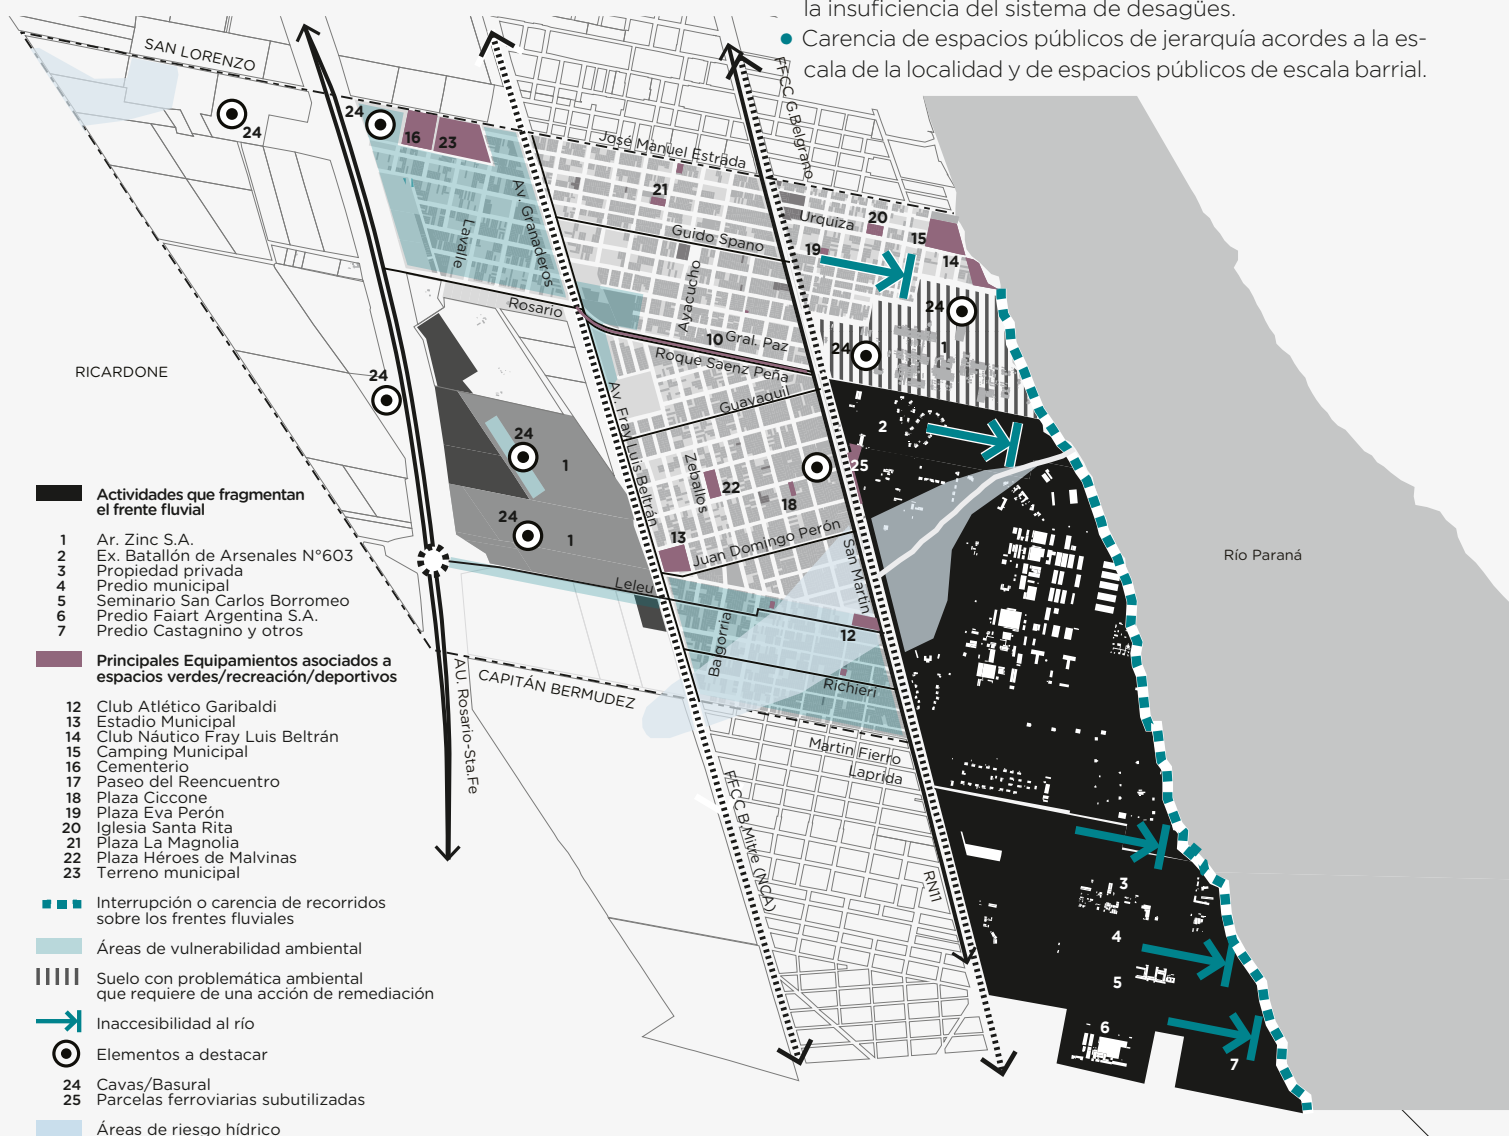 la insuficiencia del sistema de desagües.
• Carencia de espacios públicos de jerarquía acordes a la es-
cala de la localidad y de espacios públicos de escala barrial.
SAN LORENZO
24
24
16
23
FFCC G.Belgrano
José Manuel Estrada
21
Av. Granaderos
Lavalle
Guido Spano
Urquiza
20
15
19
14
Ayacucho
Rosario
24
24
1
10
Gral. Paz
Roque Saenz Peña
Guayaquil
RICARDONE
24
Av. Fray Luis Beltrán
2
24
1
25
Zeballos
22
18
24
1
13
Juan Domingo Perón
San Martin
Río Paraná
Leleu
Baigorria
12
Richieri
CAPITÁN BERMUDEZ
AU. Rosario-Sta.Fe
Martin Fierro
Laprida
FFCC B.Mitre (NCA)
RN11
3
4
5
6
7
Actividades que fragmentan
el frente fluvial
1 Ar. Zinc S.A.
2 Ex. Batallón de Arsenales N°603
3 Propiedad privada
4 Predio municipal
5 Seminario San Carlos Borromeo
6 Predio Faiart Argentina S.A.
7 Predio Castagnino y otros
Principales Equipamientos asociados a
espacios verdes/recreación/deportivos
12 Club Atlético Garibaldi
13 Estadio Municipal
14 Club Náutico Fray Luis Beltrán
15 Camping Municipal
16 Cementerio
17 Paseo del Reencuentro
18 Plaza Ciccone
19 Plaza Eva Perón
20 Iglesia Santa Rita
21 Plaza La Magnolia
22 Plaza Héroes de Malvinas
23 Terreno municipal
Interrupción o carencia de recorridos
sobre los frentes fluviales
Áreas de vulnerabilidad ambiental
Suelo con problemática ambiental
que requiere de una acción de remediación
Inaccesibilidad al río
Elementos a destacar
24 Cavas/Basural
25 Parcelas ferroviarias subutilizadas
Áreas de riesgo hídrico